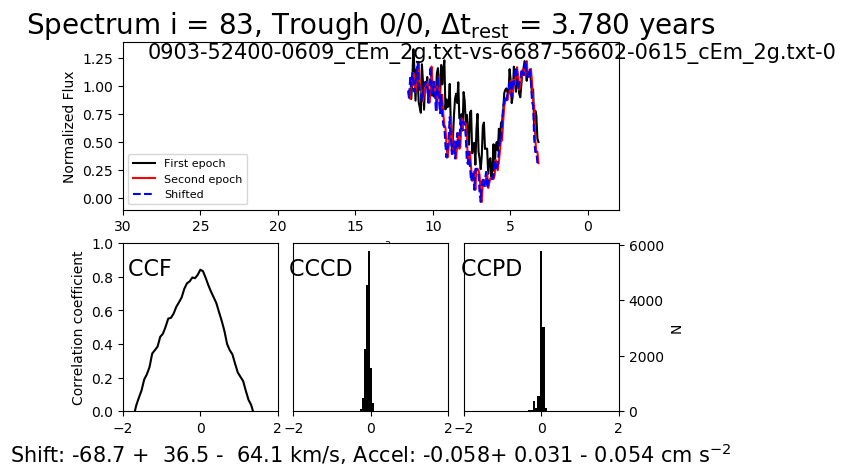 Spectrum i = 83, Trough 0/0, Δt_rest = 3.780 years
0903-52400-0609_cEm_2g.txt-vs-6687-56602-0615_cEm_2g.txt-0
Normalized Flux
1.25
1.00
0.75
0.50
0.25
0.00
First epoch
Second epoch
Shifted
30 25 20 15 10 5 0
Correlation coefficient
1.0
0.8
0.6
0.4
0.2
0.0
CCF
CCCD
CCPD
6000
4000
2000
0
N
−2 0 2
−2 0 2
−2 0 2
Shift: -68.7 + 36.5 - 64.1 km/s, Accel: -0.058+ 0.031 - 0.054 cm s⁻²